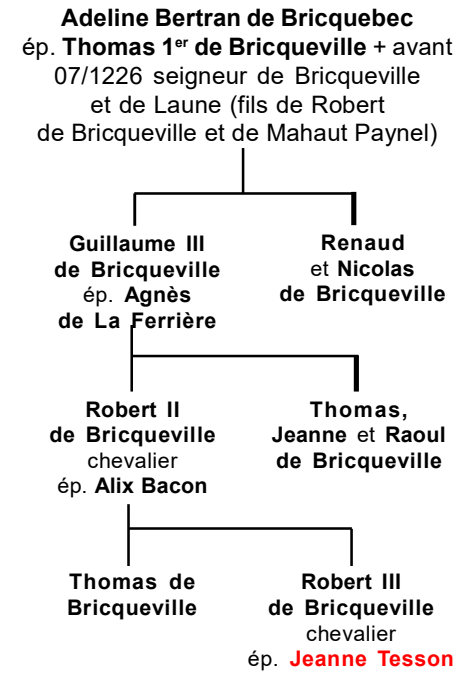 Adeline Bertran de Bricquebec
ép. Thomas 1er de Bricqueville + avant
07/1226 seigneur de Bricqueville
et de Laune (fils de Robert
de Bricqueville et de Mahaut Paynel)
Guillaume III
de Bricqueville
ép. Agnès
de La Ferrière
Renaud
et Nicolas
de Bricqueville
Robert II
de Bricqueville
chevalier
ép. Alix Bacon
Thomas,
Jeanne et Raoul
de Bricqueville
Thomas de
Bricqueville
Robert III
de Bricqueville
chevalier
ép. Jeanne Tesson